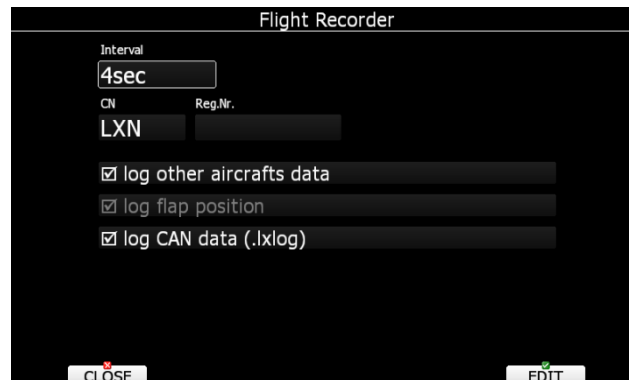 Flight Recorder
Interval
4sec
CN Reg.Nr.
LXN
log other aircrafts data
log flap position
log CAN data (.lxlog)
CLOSE EDIT